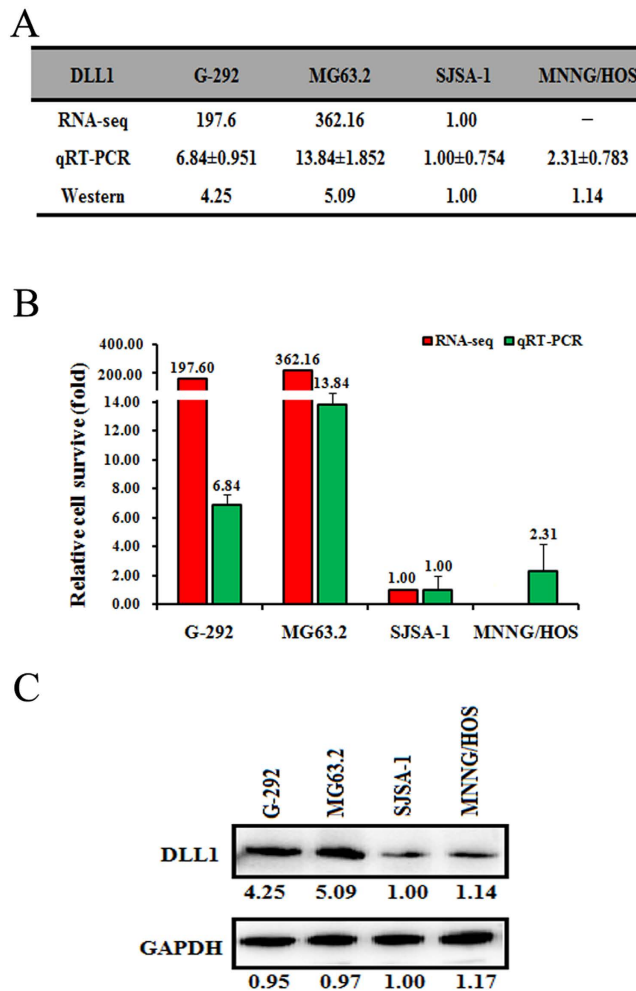 A
DLL1 G-292 MG63.2 SJSA-1 MNNG/HOS
RNA-seq 197.6 362.16 1.00 –
qRT-PCR 6.84±0.951 13.84±1.852 1.00±0.754 2.31±0.783
Western 4.25 5.09 1.00 1.14
B
Relative cell survive (fold)
400.00
200.00
14.00
12.00
10.00
8.00
6.00
4.00
2.00
0.00
RNA-seq qRT-PCR
197.60 6.84 362.16 13.84 1.00 1.00 2.31
G-292 MG63.2 SJSA-1 MNNG/HOS
C
G-292 MG63.2 SJSA-1 MNNG/HOS
DLL1
4.25 5.09 1.00 1.14
GAPDH
0.95 0.97 1.00 1.17